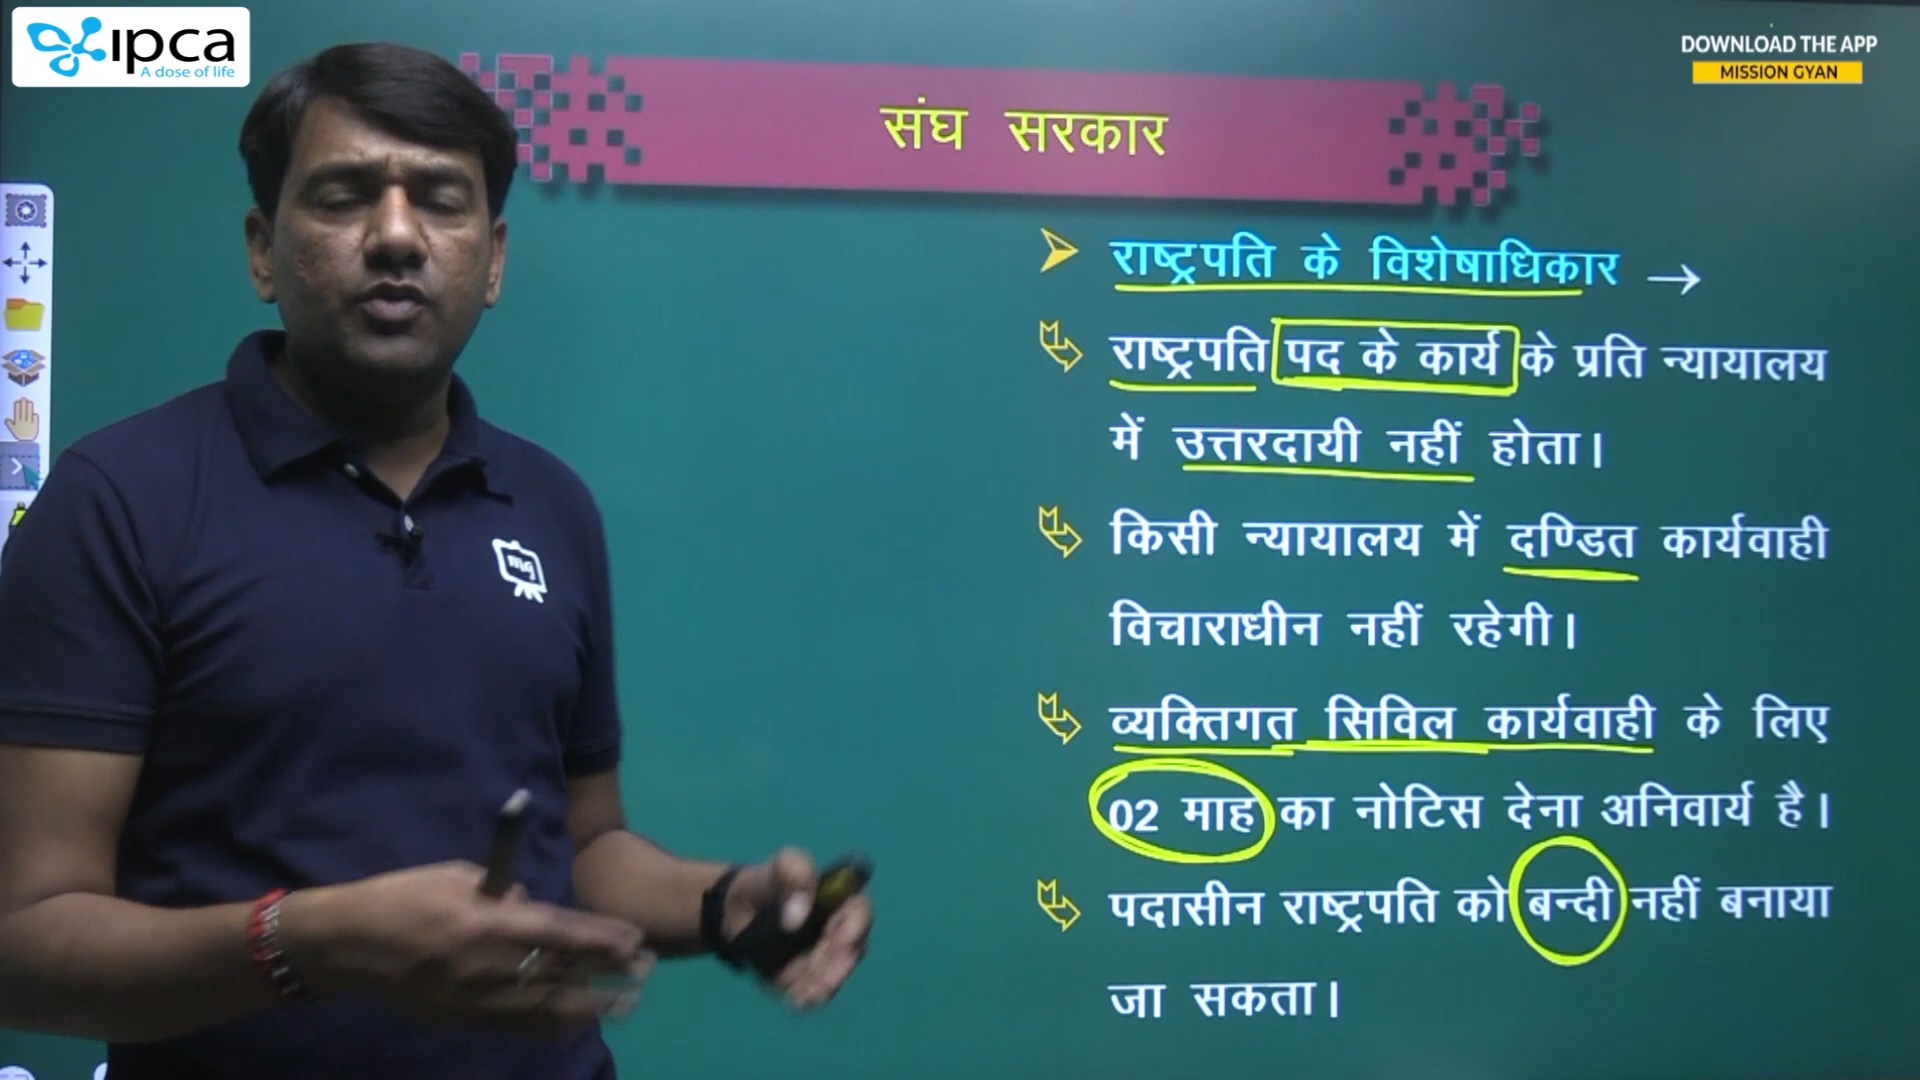 ipca
A dose of life
DOWNLOAD THE APP
MISSION GYAN
संघ सरकार
राष्ट्रपति के विशेषाधिकार →
राष्ट्रपति पद के कार्य के प्रति न्यायालय
में उत्तरदायी नहीं होता।
किसी न्यायालय में दण्डित कार्यवाही
विचाराधीन नहीं रहेगी।
व्यक्तिगत सिविल कार्यवाही के लिए
02 माह का नोटिस देना अनिवार्य है।
पदासीन राष्ट्रपति को बन्दी नहीं बनाया
जा सकता।
mg